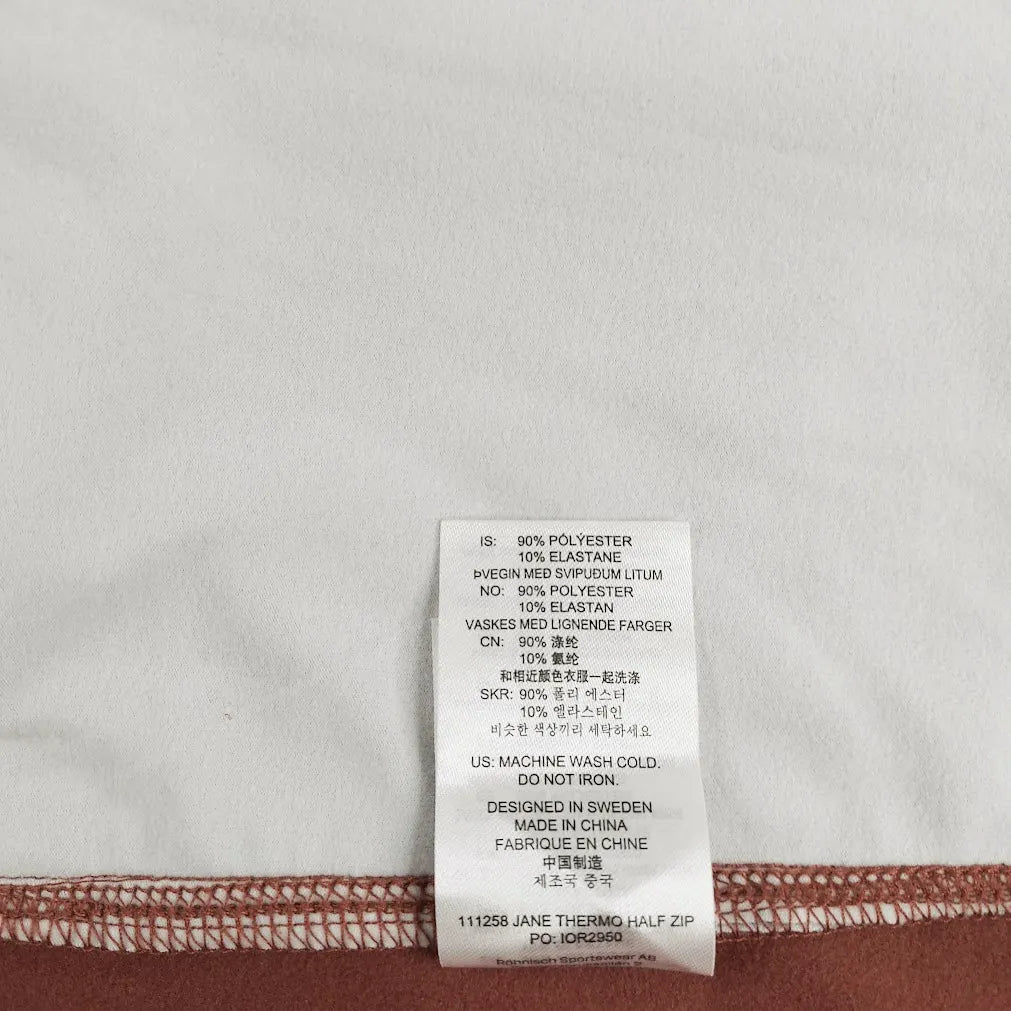 IS: 90% PÓLÝESTER
10% ELASTANE
ÞVEGIN MEÐ SVIPUÐUM LITUM
NO: 90% POLYESTER
10% ELASTAN
VASKES MED LIGNENDE FARGER
CN: 90% 涤纶
10% 氨纶
和相近颜色衣服一起洗涤
SKR: 90% 폴리 에스터
10% 엘라스테인
비슷한 색상끼리 세탁하세요
US: MACHINE WASH COLD.
DO NOT IRON.
DESIGNED IN SWEDEN
MADE IN CHINA
FABRIQUE EN CHINE
中国制造
제조국 중국
111258 JANE THERMO HALF ZIP
PO: IOR2950
Röhnisch Sportswear AB